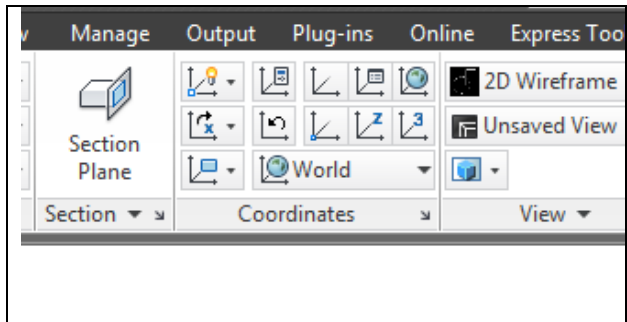 Manage Output Plug-ins Online Express Too
2D Wireframe
Section
Plane
Unsaved View
World
Section Coordinates View